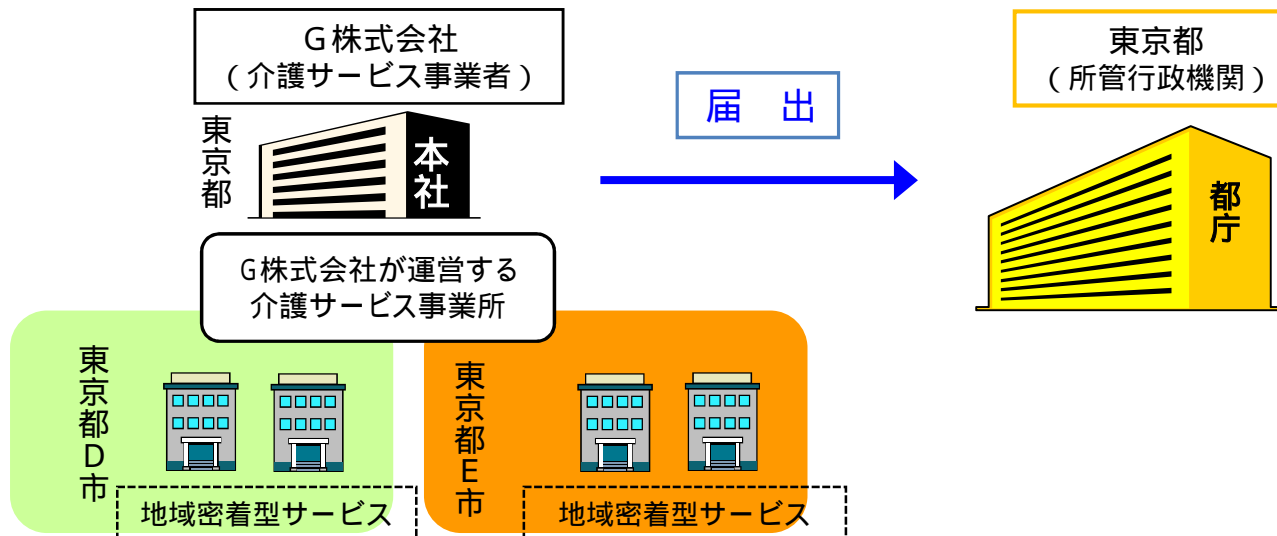 G株式会社
(介護サービス事業者)
東京都
本社
届 出
東京都
(所管行政機関)
都庁
G株式会社が運営する
介護サービス事業所
東京都D市
地域密着型サービス
東京都E市
地域密着型サービス